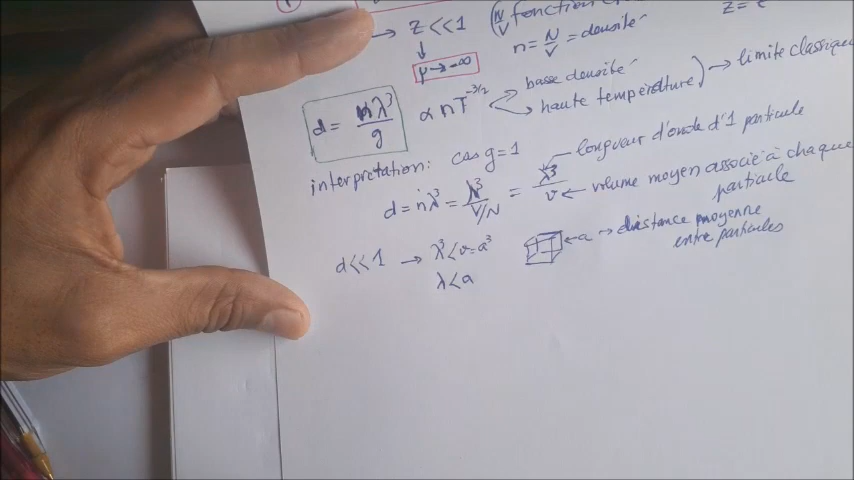 → Z<<1 (N/V fonction
n = N/V = densité
Z = e
↓
μ→-∞
d = nλ³/g ∝ nT^-3/2 basse densité
haute température) → limite classique
interpretation: cas g=1
longueur d'onde d'1 particule
d = nλ³ = λ³/(V/N) = λ³/v ← volume moyen associé à chaque
particule
d<<1 → λ³<v=a³
← a → distance moyenne
entre particules
λ<a